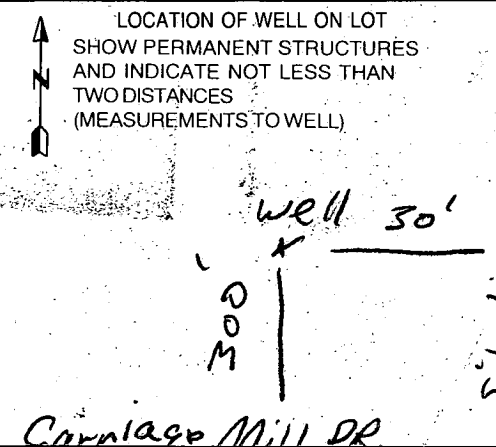 LOCATION OF WELL ON LOT
SHOW PERMANENT STRUCTURES
AND INDICATE NOT LESS THAN
TWO DISTANCES
(MEASUREMENTS TO WELL)
N
well 30'
X
300'
Carriage Mill DR